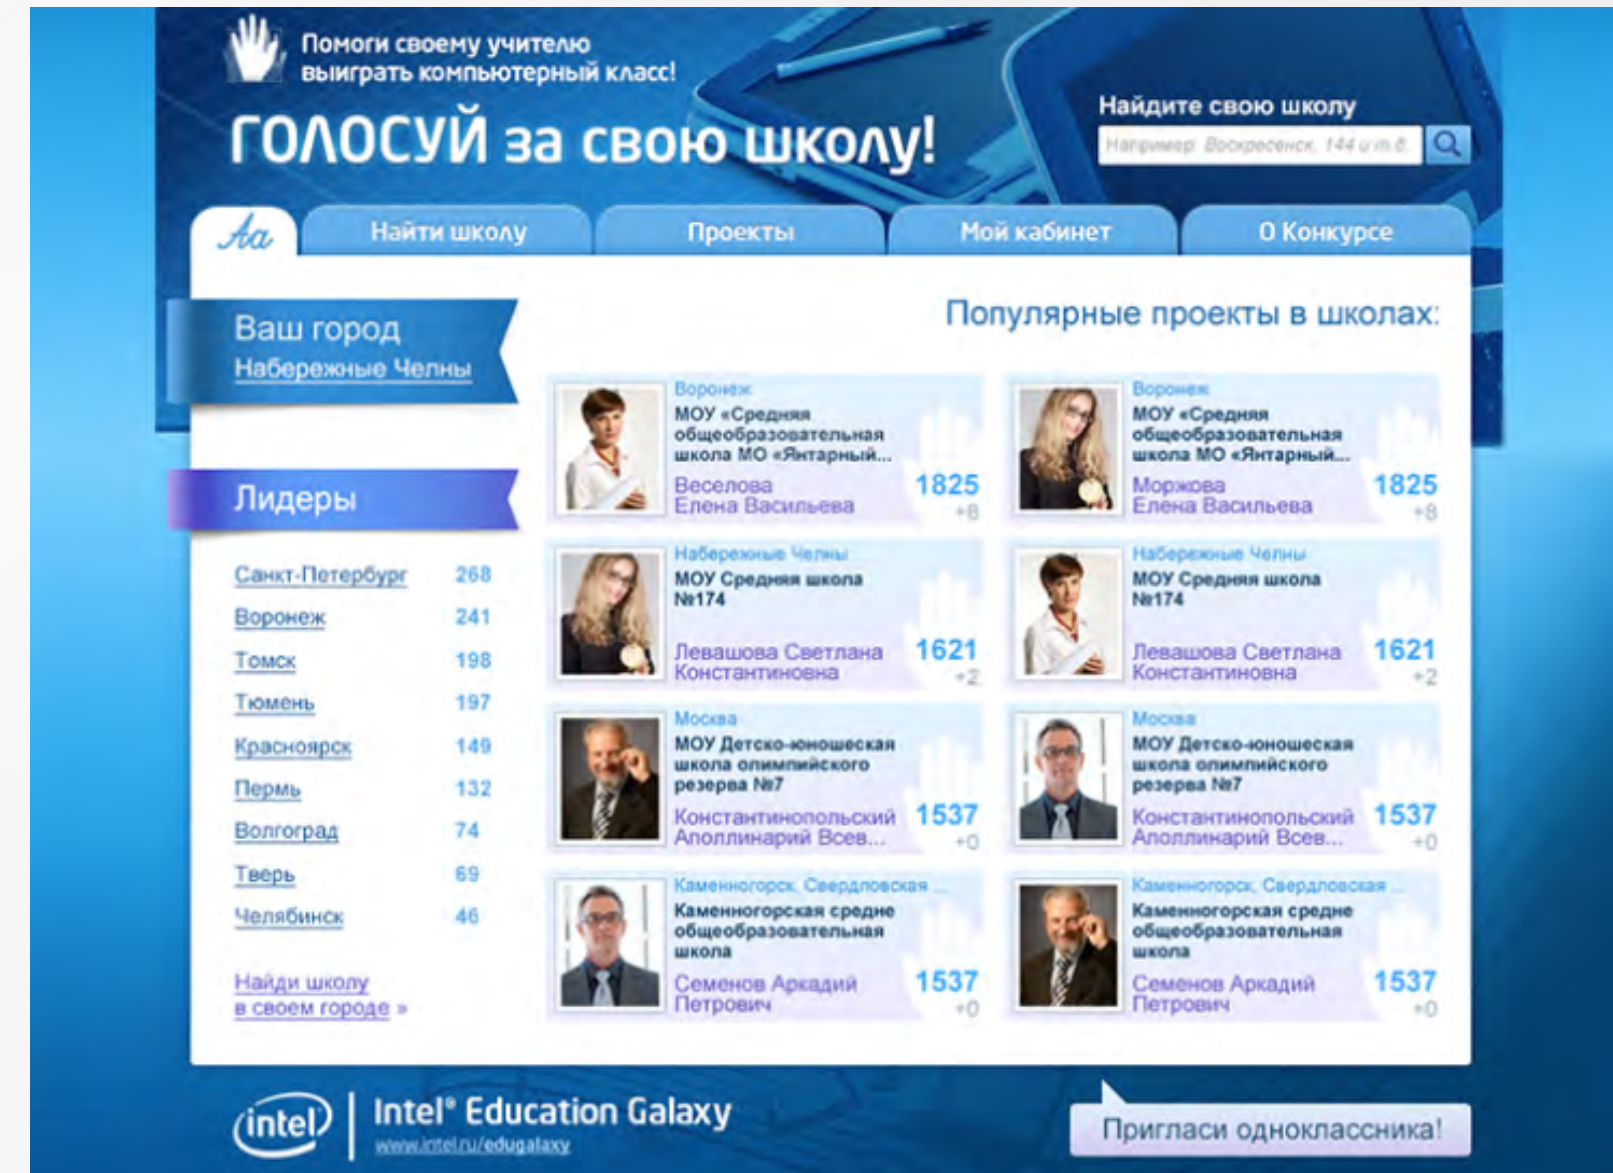 Помоги своему учителю
выиграть компьютерный класс!
ГОЛОСУЙ за свою школу!
Найдите свою школу
Например: Воскресенск, 144 и т.д.
Аа
Найти школу
Проекты
Мой кабинет
О Конкурсе
Ваш город
Набережные Челны
Лидеры
Санкт-Петербург 268
Воронеж 241
Томск 198
Тюмень 197
Красноярск 149
Пермь 132
Волгоград 74
Тверь 69
Челябинск 46
Найди школу
в своем городе »
Популярные проекты в школах:
Воронеж
МОУ «Средняя
общеобразовательная
школа МО «Янтарный...
Веселова
Елена Васильева
1825
+8
Воронеж
МОУ «Средняя
общеобразовательная
школа МО «Янтарный...
Моржова
Елена Васильева
1825
+8
Набережные Челны
МОУ Средняя школа
№174
Левашова Светлана
Константиновна
1621
+2
Набережные Челны
МОУ Средняя школа
№174
Левашова Светлана
Константиновна
1621
+2
Москва
МОУ Детско-юношеская
школа олимпийского
резерва №7
Константинопольский
Аполлинарий Всев...
1537
+0
Москва
МОУ Детско-юношеская
школа олимпийского
резерва №7
Константинопольский
Аполлинарий Всев...
1537
+0
Каменногорск, Свердловская ...
Каменногорская средне
общеобразовательная
школа
Семенов Аркадий
Петрович
1537
+0
Каменногорск, Свердловская ...
Каменногорская средне
общеобразовательная
школа
Семенов Аркадий
Петрович
1537
+0
intel
Intel® Education Galaxy
www.intel.ru/edugalaxy
Пригласи одноклассника!